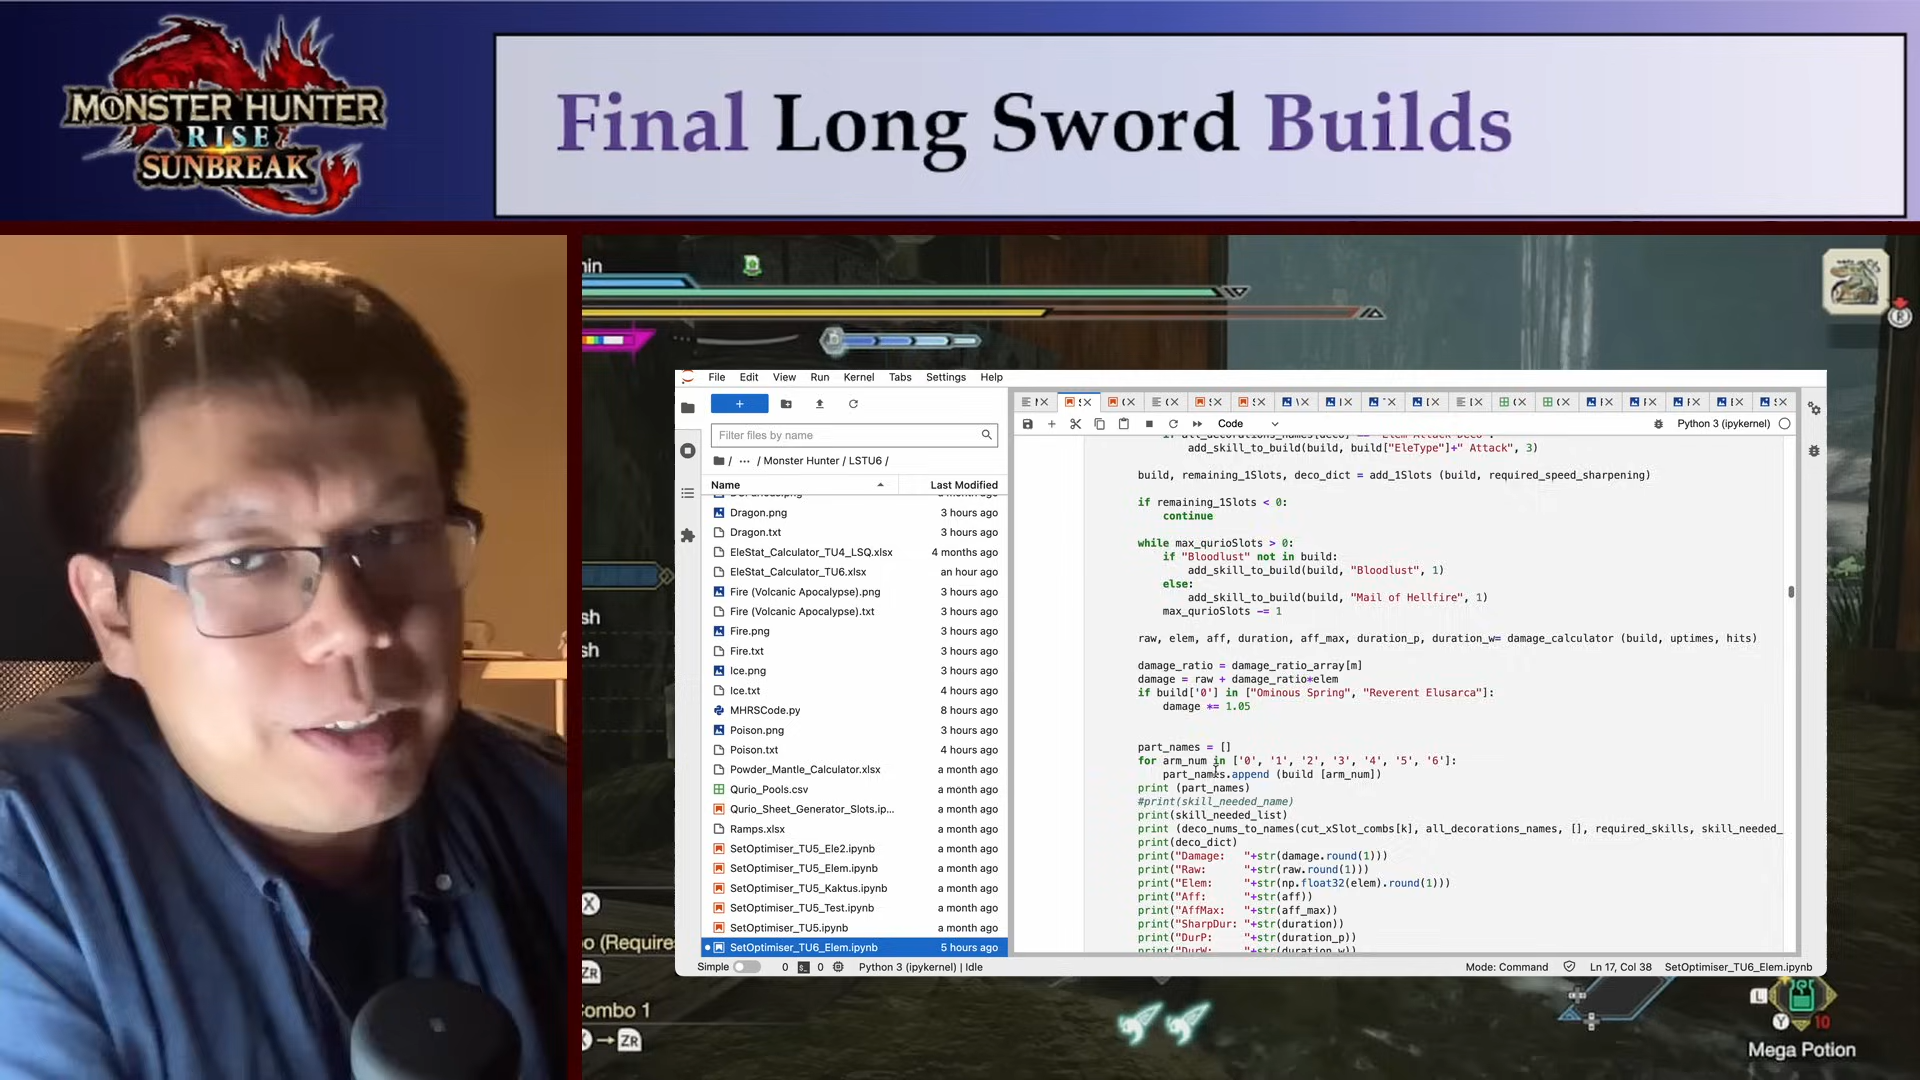 MONSTER HUNTER
RISE
SUNBREAK
Final Long Sword Builds
File Edit View Run Kernel Tabs Settings Help
+
Filter files by name
/ ... / Monster Hunter / LSTU6 /
Name Last Modified
Dragon.png 3 hours ago
Dragon.txt 3 hours ago
EleStat_Calculator_TU4_LSQ.xlsx 4 months ago
EleStat_Calculator_TU6.xlsx an hour ago
Fire (Volcanic Apocalypse).png 3 hours ago
Fire (Volcanic Apocalypse).txt 3 hours ago
Fire.png 3 hours ago
Fire.txt 3 hours ago
Ice.png 3 hours ago
Ice.txt 4 hours ago
MHRSCode.py 8 hours ago
Poison.png 3 hours ago
Poison.txt 4 hours ago
Powder_Mantle_Calculator.xlsx a month ago
Qurio_Pools.csv a month ago
Qurio_Sheet_Generator_Slots.ip... a month ago
Ramps.xlsx a month ago
SetOptimiser_TU5_Ele2.ipynb a month ago
SetOptimiser_TU5_Elem.ipynb a month ago
SetOptimiser_TU5_Kaktus.ipynb a month ago
SetOptimiser_TU5_Test.ipynb a month ago
SetOptimiser_TU5.ipynb a month ago
SetOptimiser_TU6_Elem.ipynb 5 hours ago
Code
Python 3 (ipykernel)
add_skill_to_build(build, build["EleType"]+" Attack", 3)
build, remaining_1Slots, deco_dict = add_1Slots (build, required_speed_sharpening)
if remaining_1Slots < 0:
continue
while max_qurioSlots > 0:
if "Bloodlust" not in build:
add_skill_to_build(build, "Bloodlust", 1)
else:
add_skill_to_build(build, "Mail of Hellfire", 1)
max_qurioSlots -= 1
raw, elem, aff, duration, aff_max, duration_p, duration_w= damage_calculator (build, uptimes, hits)
damage_ratio = damage_ratio_array[m]
damage = raw + damage_ratio*elem
if build['0'] in ["Ominous Spring", "Reverent Elusarca"]:
damage *= 1.05
part_names = []
for arm_num in ['0', '1', '2', '3', '4', '5', '6']:
part_names.append (build [arm_num])
print (part_names)
#print(skill_needed_name)
print(skill_needed_list)
print (deco_nums_to_names(cut_xSlot_combs[k], all_decorations_names, [], required_skills, skill_needed_
print(deco_dict)
print("Damage: "+str(damage.round(1)))
print("Raw: "+str(raw.round(1)))
print("Elem: "+str(np.float32(elem).round(1)))
print("Aff: "+str(aff))
print("AffMax: "+str(aff_max))
print("SharpDur: "+str(duration))
print("DurP: "+str(duration_p))
print("DurW: "+str(duration_w))
Simple 0 0 Python 3 (ipykernel) | Idle
Mode: Command Ln 17, Col 38 SetOptimiser_TU6_Elem.ipynb
R
X
(Require
ZR
Combo 1
ZR
L
Y
10
Mega Potion